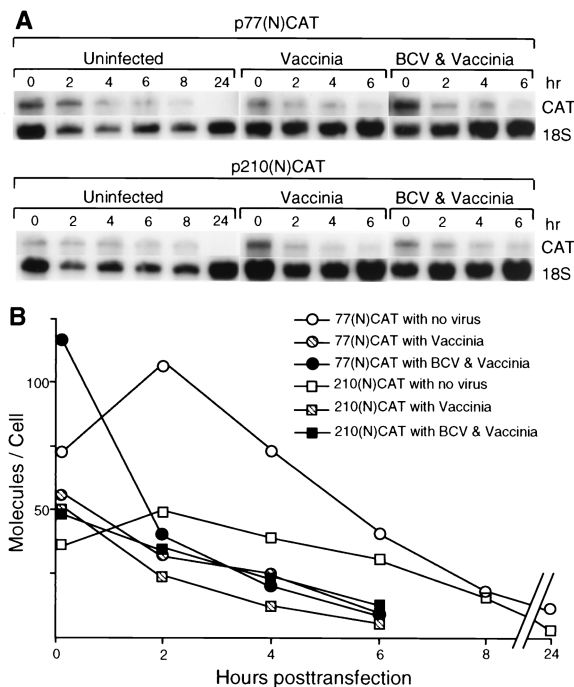 A
p77(N)CAT
Uninfected Vaccinia BCV & Vaccinia
0 2 4 6 8 24 0 2 4 6 0 2 4 6 hr
CAT
18S
p210(N)CAT
Uninfected Vaccinia BCV & Vaccinia
0 2 4 6 8 24 0 2 4 6 0 2 4 6 hr
CAT
18S
B
77(N)CAT with no virus
77(N)CAT with Vaccinia
77(N)CAT with BCV & Vaccinia
210(N)CAT with no virus
210(N)CAT with Vaccinia
210(N)CAT with BCV & Vaccinia
Molecules / Cell
100
50
0 2 4 6 8 24
Hours posttransfection